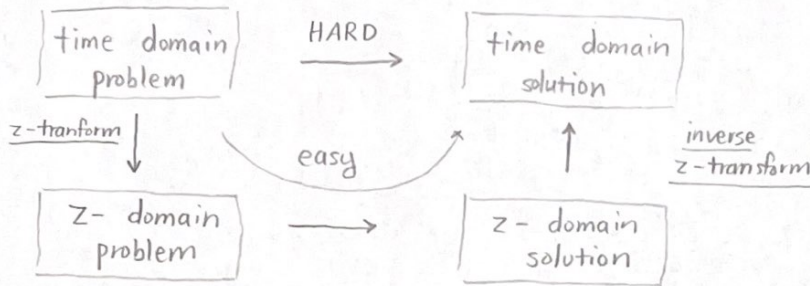 time domain
problem
HARD
time domain
solution
z-tranform
easy
inverse
z-transform
z- domain
problem
z- domain
solution